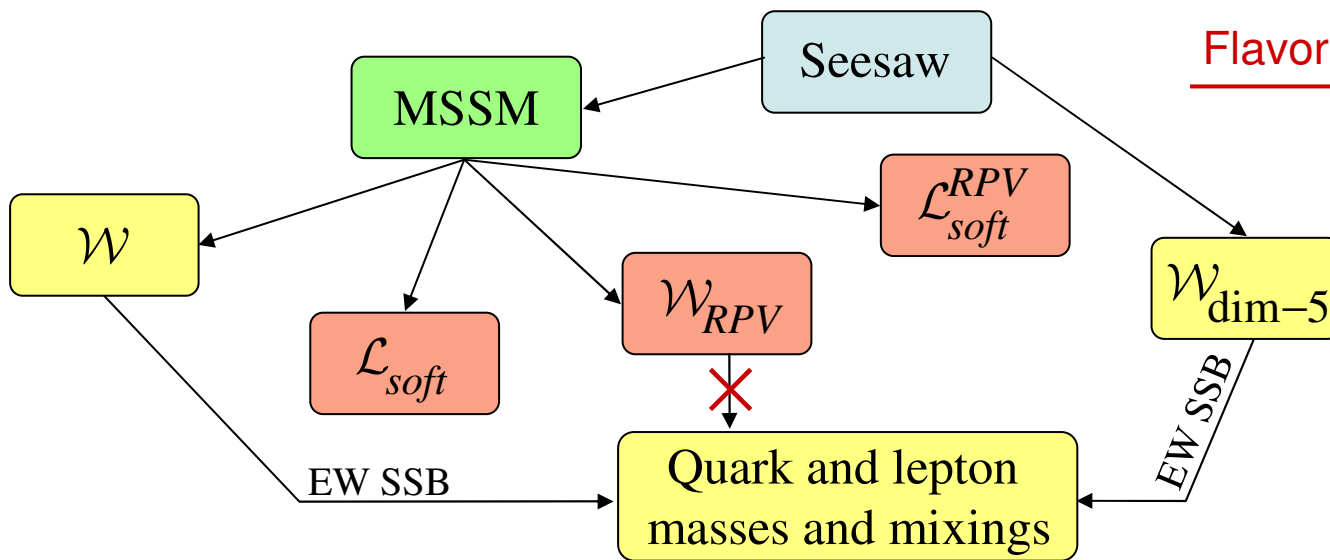 Seesaw
Flavor
MSSM
ℒ_soft^RPV
𝒲
𝒲_RPV
𝒲_dim−5
ℒ_soft
EW SSB
EW SSB
Quark and lepton
masses and mixings